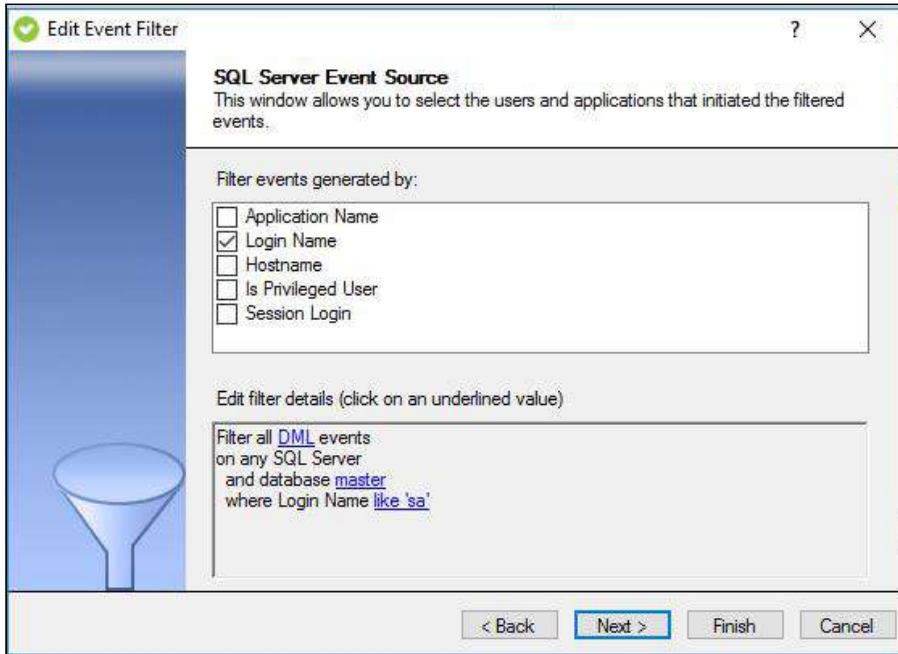 Edit Event Filter
?
SQL Server Event Source
This window allows you to select the users and applications that initiated the filtered
events.
Filter events generated by:
Application Name
Login Name
Hostname
Is Privileged User
Session Login
Edit filter details (click on an underlined value)
Filter all DML events
on any SQL Server
and database master
where Login Name like 'sa'
< Back
Next >
Finish
Cancel